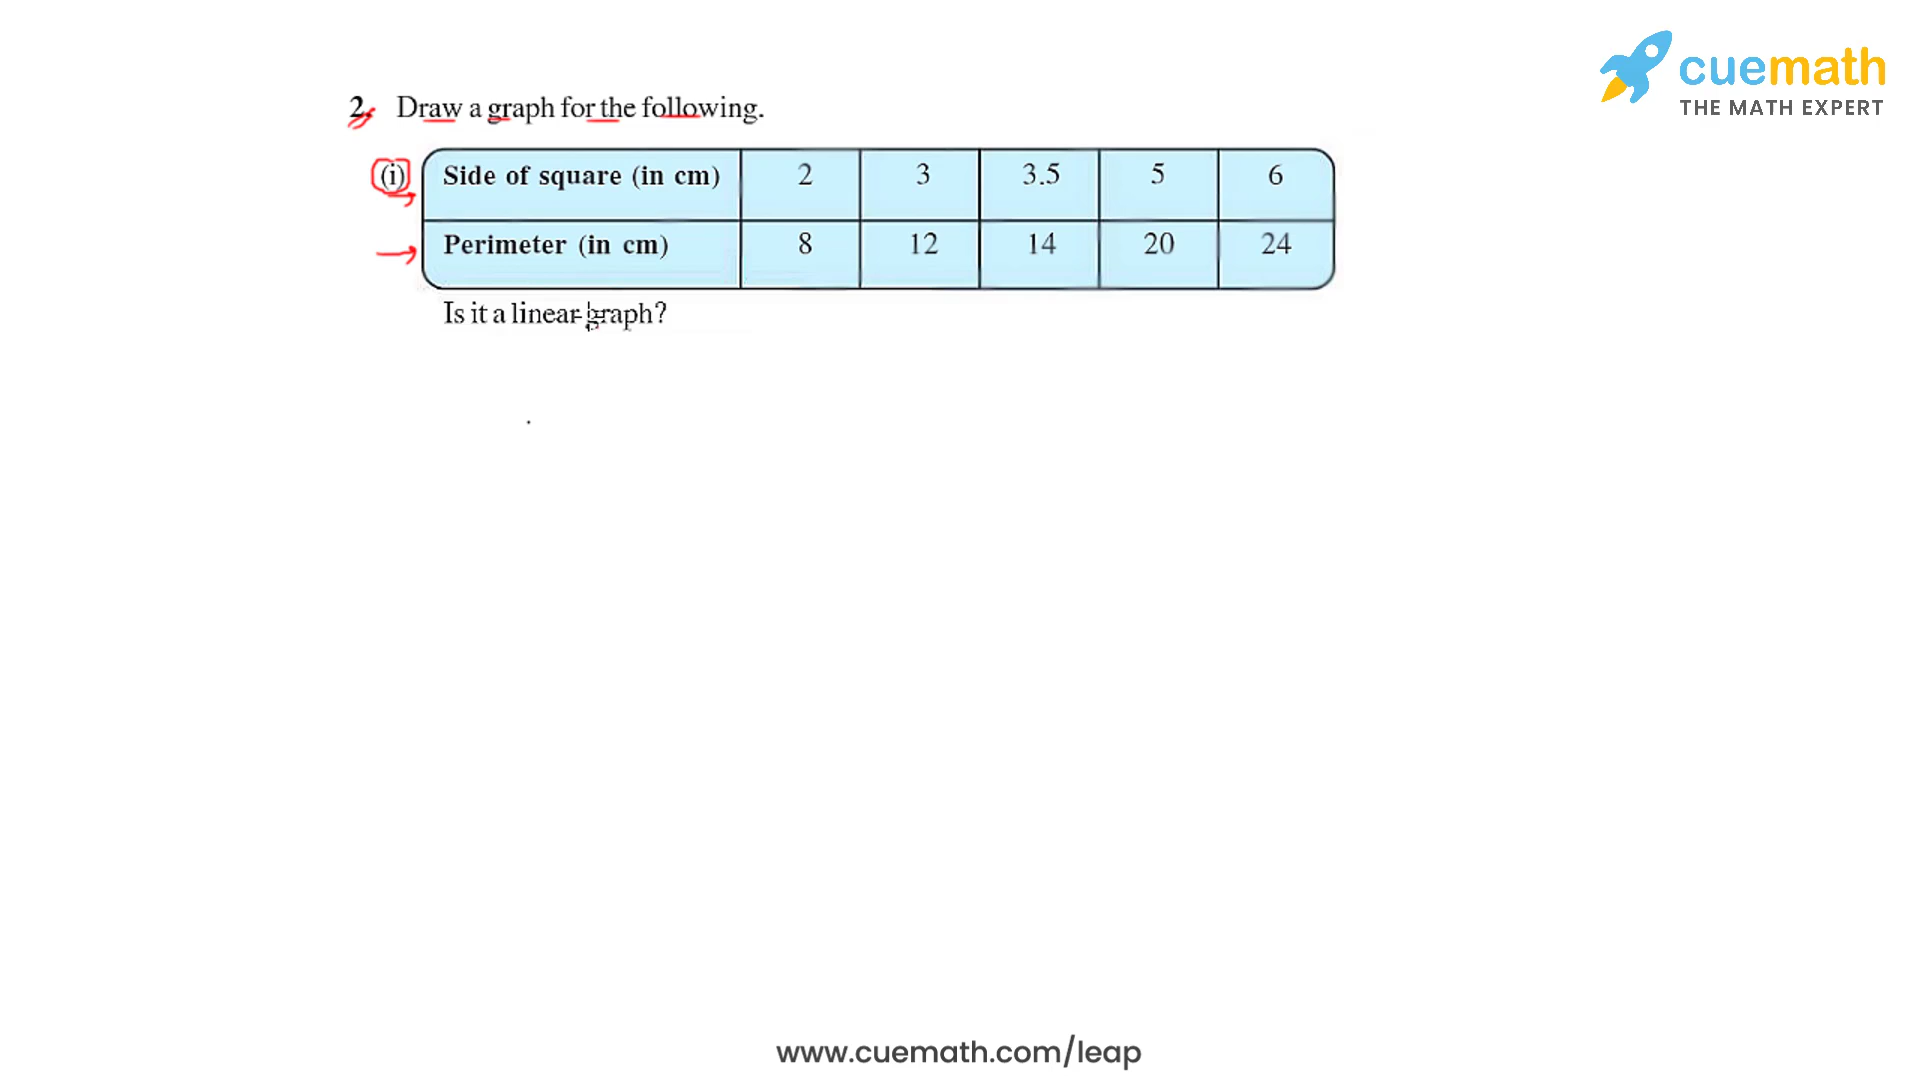 cuemath
THE MATH EXPERT
2. Draw a graph for the following.
(i) Side of square (in cm) 2 3 3.5 5 6
Perimeter (in cm) 8 12 14 20 24
Is it a linear graph?
www.cuemath.com/leap